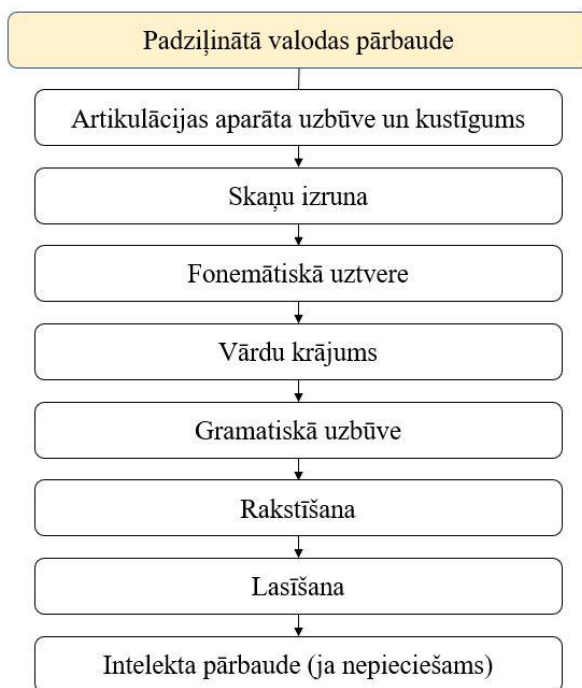 Padziļinātā valodas pārbaude
Artikulācijas aparāta uzbūve un kustīgums
Skaņu izruna
Fonemātiskā uztvere
Vārdu krājums
Gramatiskā uzbūve
Rakstīšana
Lasīšana
Intelekta pārbaude (ja nepieciešams)